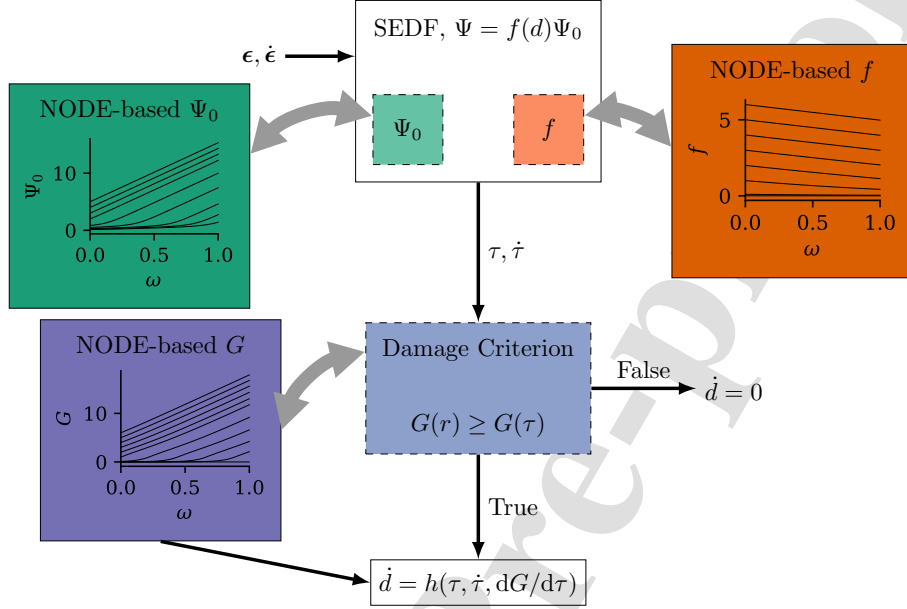 SEDF, Ψ = f(d)Ψ₀
ϵ, ϵ̇
Ψ₀
f
NODE-based Ψ₀
Ψ₀
10
0
0.0 0.5 1.0
ω
NODE-based f
f
5
0
0.0 0.5 1.0
ω
τ, τ̇
NODE-based G
G
10
0
0.0 0.5 1.0
ω
Damage Criterion
G(r) ≥ G(τ)
False
ḋ = 0
True
ḋ = h(τ, τ̇, dG/dτ)